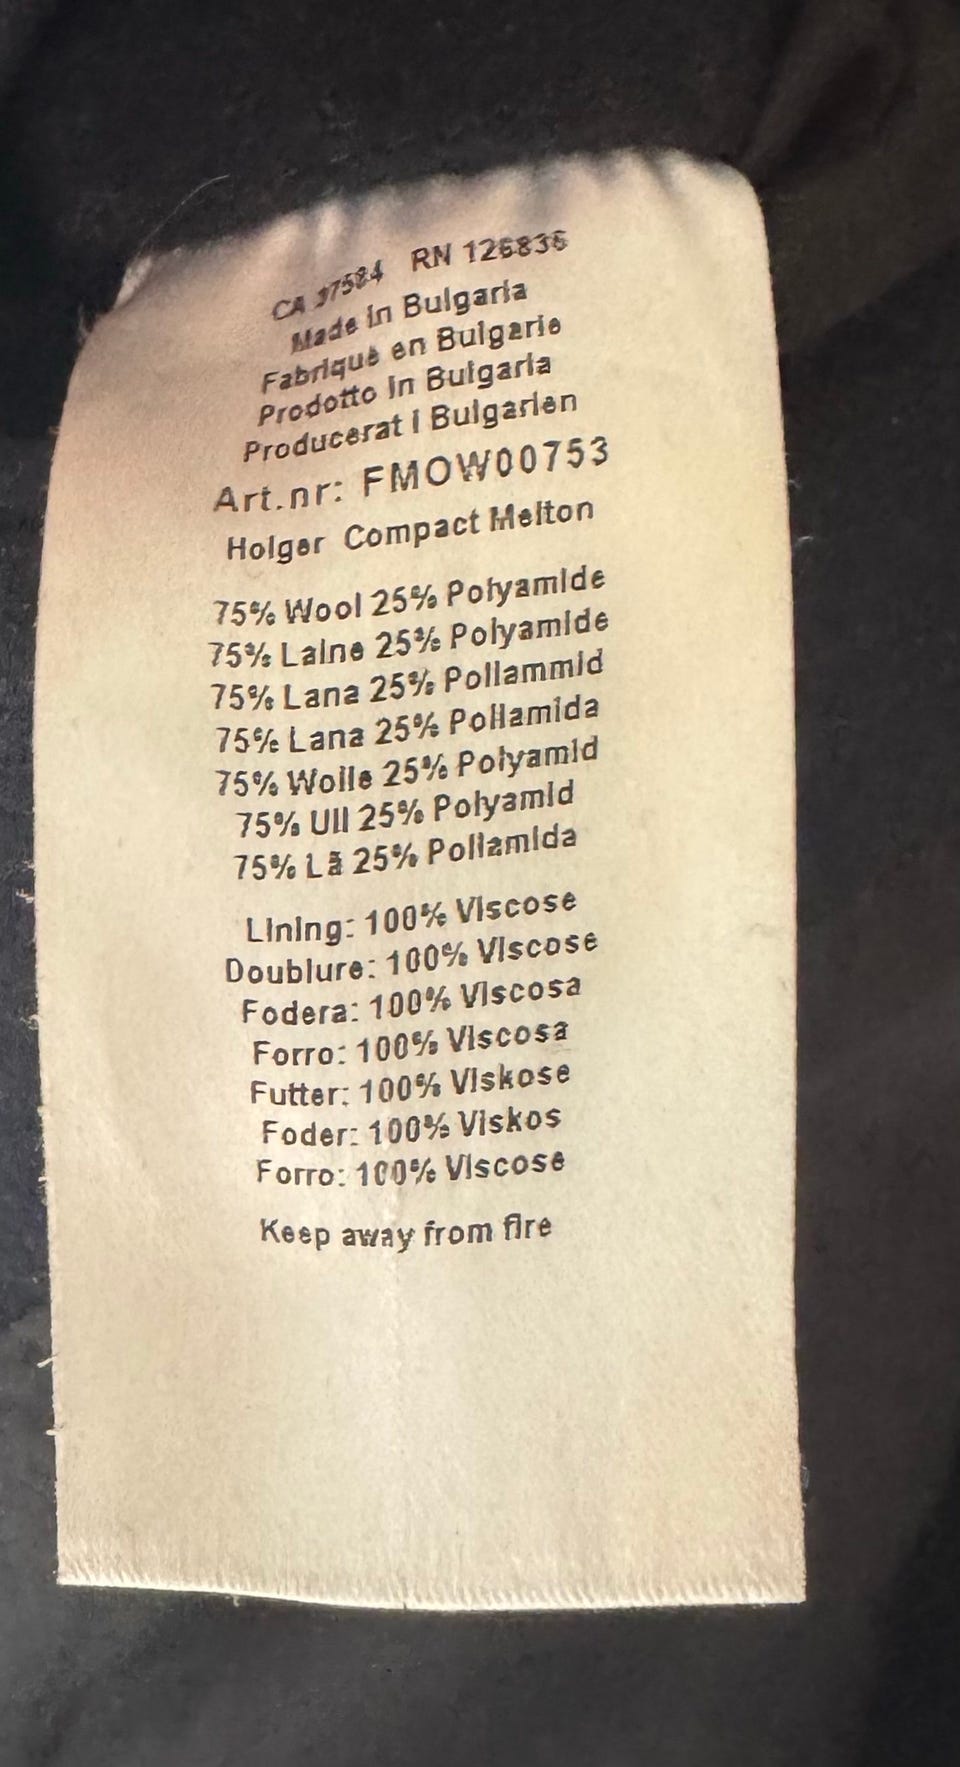 CA 37584 RN 126836
Made in Bulgaria
Fabriqué en Bulgarie
Prodotto in Bulgaria
Producerat i Bulgarien
Art.nr: FMOW00753
Holger Compact Melton
75% Wool 25% Polyamide
75% Laine 25% Polyamide
75% Lana 25% Poliammid
75% Lana 25% Poliamida
75% Wolle 25% Polyamid
75% Ull 25% Polyamid
75% Lã 25% Poliamida
Lining: 100% Viscose
Doublure: 100% Viscose
Fodera: 100% Viscosa
Forro: 100% Viscosa
Futter: 100% Viskose
Foder: 100% Viskos
Forro: 100% Viscose
Keep away from fire